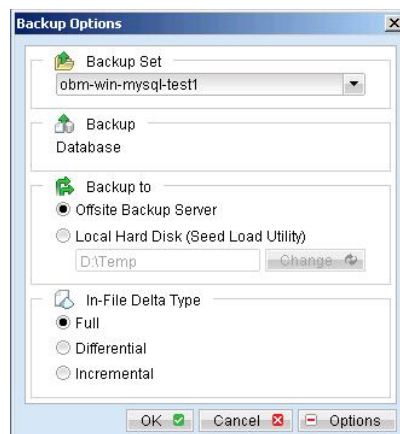 Backup Options
Backup Set
obm-win-mysql-test1
Backup
Database
Backup to
Offsite Backup Server
Local Hard Disk (Seed Load Utility)
D:\Temp
Change
In-File Delta Type
Full
Differential
Incremental
OK
Cancel
Options